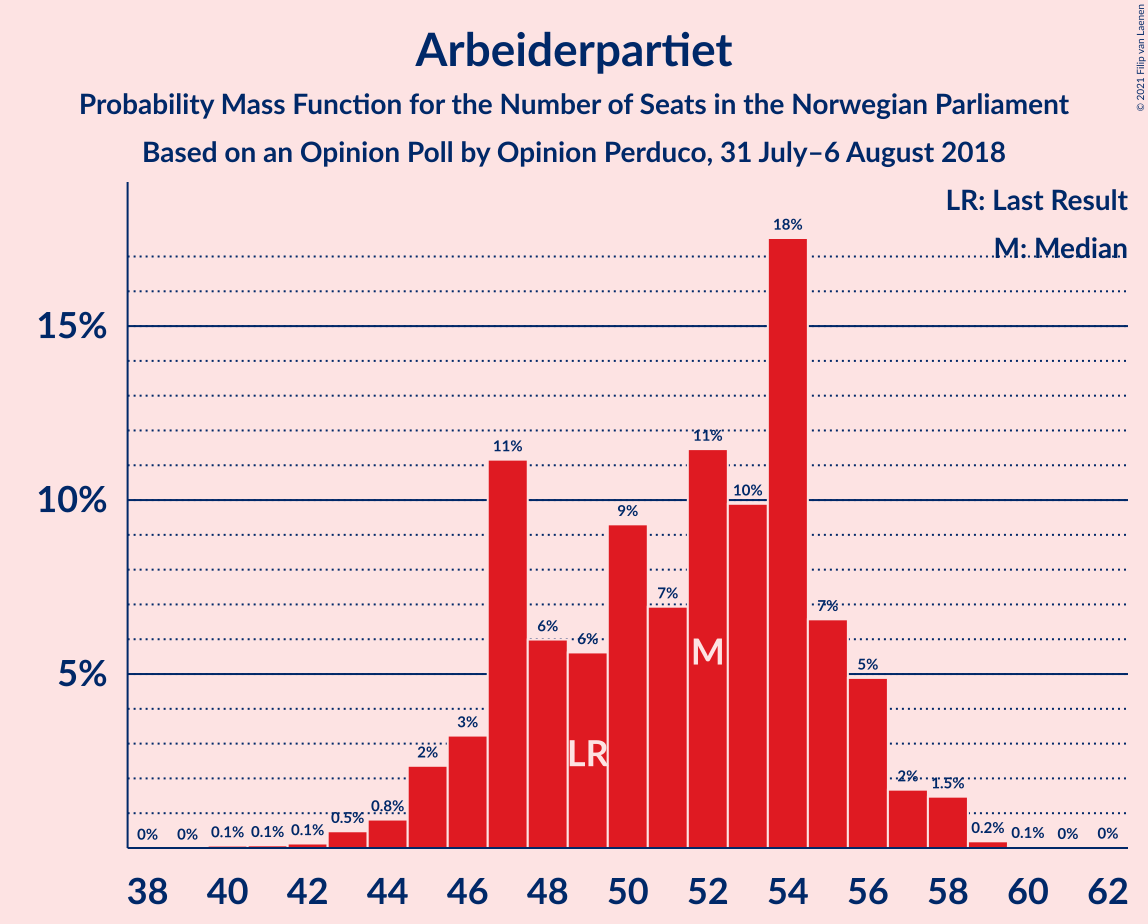 Arbeiderpartiet
Probability Mass Function for the Number of Seats in the Norwegian Parliament
Based on an Opinion Poll by Opinion Perduco, 31 July–6 August 2018
© 2021 Filip van Laenen
LR: Last Result
M: Median
15%
10%
5%
0% 0% 0.1% 0.1% 0.1% 0.5% 0.8% 2% 3% 11% 6% 6% 9% 7% 11% 10% 18% 7% 5% 2% 1.5% 0.2% 0.1% 0% 0%
M
LR
38 40 42 44 46 48 50 52 54 56 58 60 62